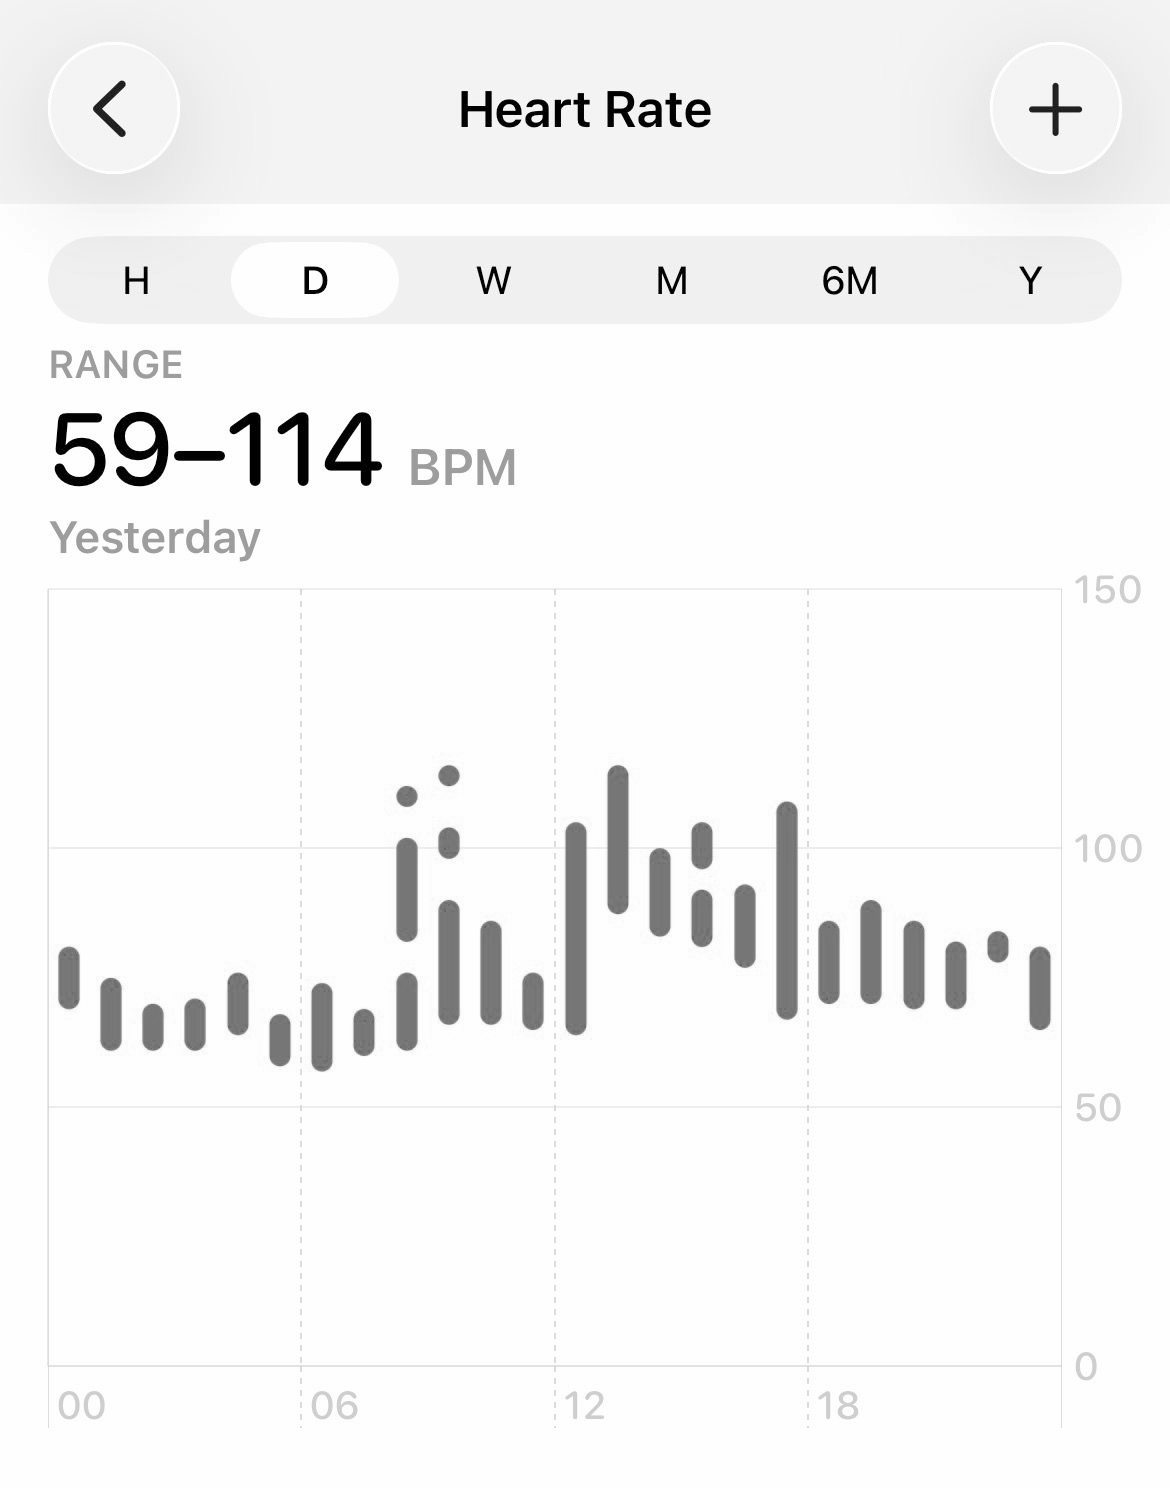 Heart Rate
H D W M 6M Y
RANGE
59–114 BPM
Yesterday
150
100
50
0
00 06 12 18